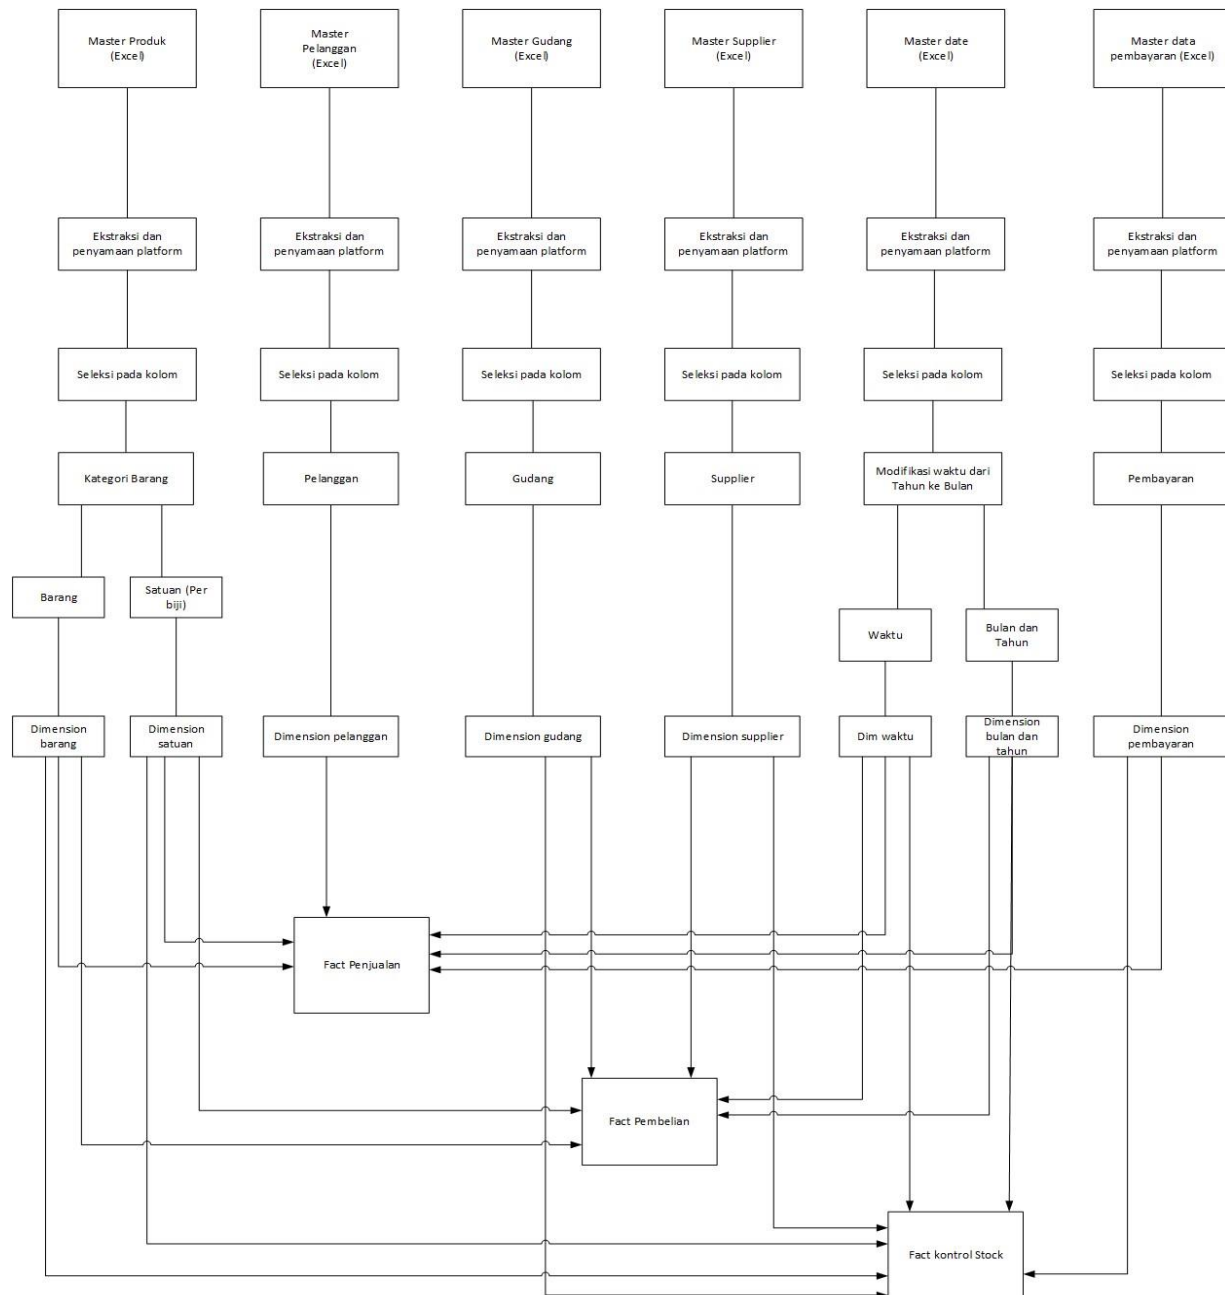 Master Produk
(Excel)
Master
Pelanggan
(Excel)
Master Gudang
(Excel)
Master Supplier
(Excel)
Master date
(Excel)
Master data
pembayaran (Excel)
Ekstraksi dan
penyamaan platform
Ekstraksi dan
penyamaan platform
Ekstraksi dan
penyamaan platform
Ekstraksi dan
penyamaan platform
Ekstraksi dan
penyamaan platform
Ekstraksi dan
penyamaan platform
Seleksi pada kolom
Seleksi pada kolom
Seleksi pada kolom
Seleksi pada kolom
Seleksi pada kolom
Seleksi pada kolom
Kategori Barang
Pelanggan
Gudang
Supplier
Modifikasi waktu dari
Tahun ke Bulan
Pembayaran
Barang
Satuan (Per
biji)
Waktu
Bulan dan
Tahun
Dimension
barang
Dimension
satuan
Dimension pelanggan
Dimension gudang
Dimension supplier
Dim waktu
Dimension
bulan dan
tahun
Dimension
pembayaran
Fact Penjualan
Fact Pembelian
Fact kontrol Stock